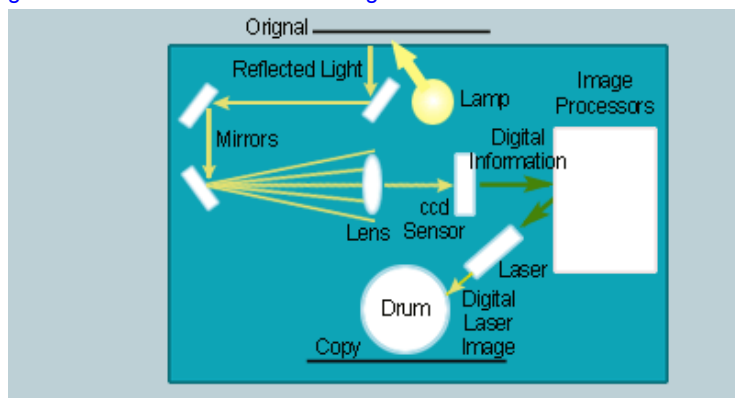 Orignal
Reflected Light
Lamp
Image
Processors
Mirrors
Digital
Information
Lens
ccd
Sensor
Laser
Drum
Digital
Laser
Image
Copy